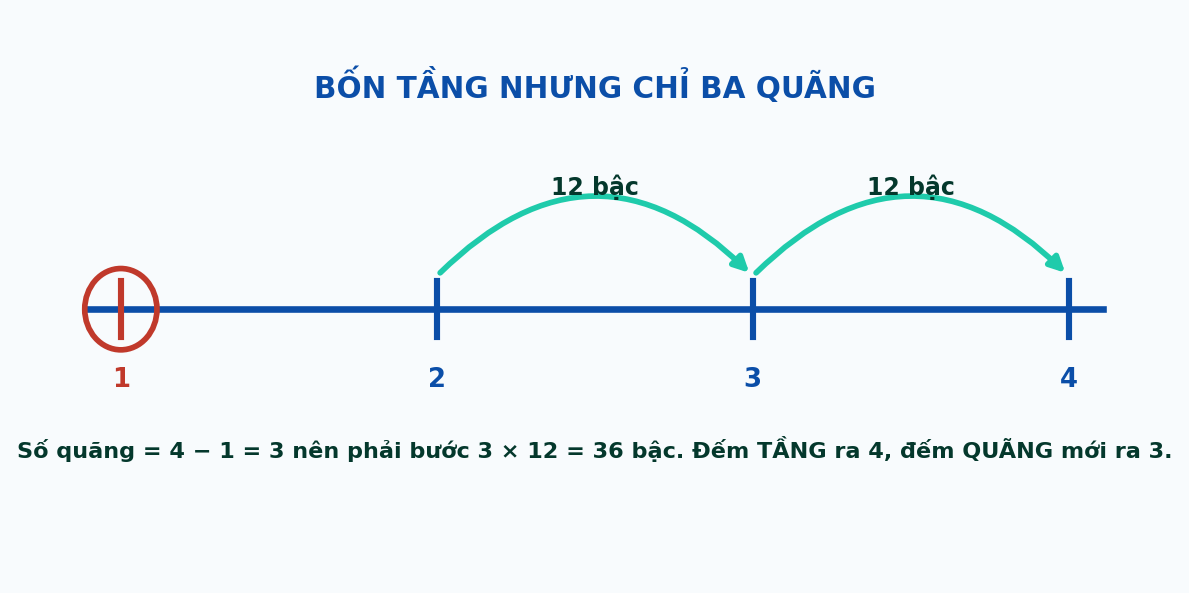 BỐN TẦNG NHƯNG CHỈ BA QUÃNG
12 bậc 12 bậc
1 2 3 4
Số quãng = 4 − 1 = 3 nên phải bước 3 × 12 = 36 bậc. Đếm TẦNG ra 4, đếm QUÃNG mới ra 3.